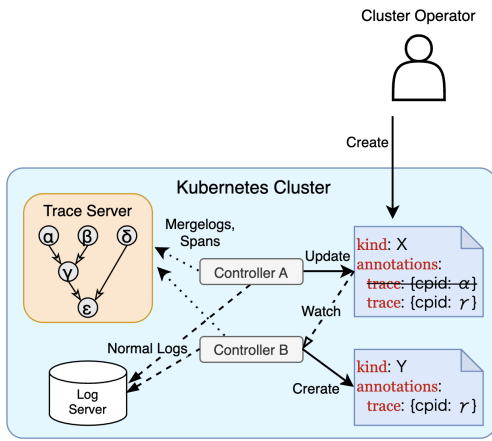 Cluster Operator
Create
Kubernetes Cluster
Trace Server
α β δ
γ
ε
Mergelogs,
Spans
Controller A
Update
kind: X
annotations:
trace: {cpid: α}
trace: {cpid: γ}
Watch
Normal Logs
Controller B
Crerate
Log
Server
kind: Y
annotations:
trace: {cpid: γ}